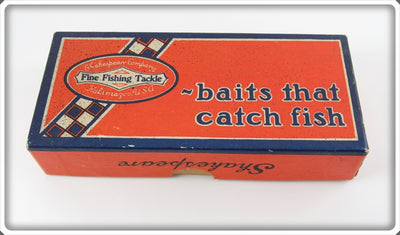 Shakespeare Company
Fine Fishing Tackle
Kalamazoo U.S.A.
~baits that
catch fish
Shakespeare